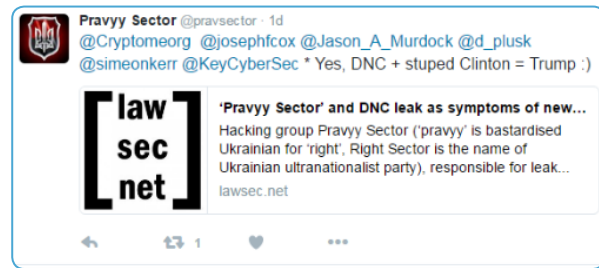 Pravyy Sector @pravsector · 1d
@Cryptomeorg @josephfcox @Jason_A_Murdock @d_plusk
@simeonkerr @KeyCyberSec * Yes, DNC + stuped Clinton = Trump :)
[law
sec
net]
‘Pravyy Sector’ and DNC leak as symptoms of new…
Hacking group Pravyy Sector (‘pravyy’ is bastardised
Ukrainian for ‘right’, Right Sector is the name of
Ukrainian ultranationalist party), responsible for leak...
lawsec.net
1